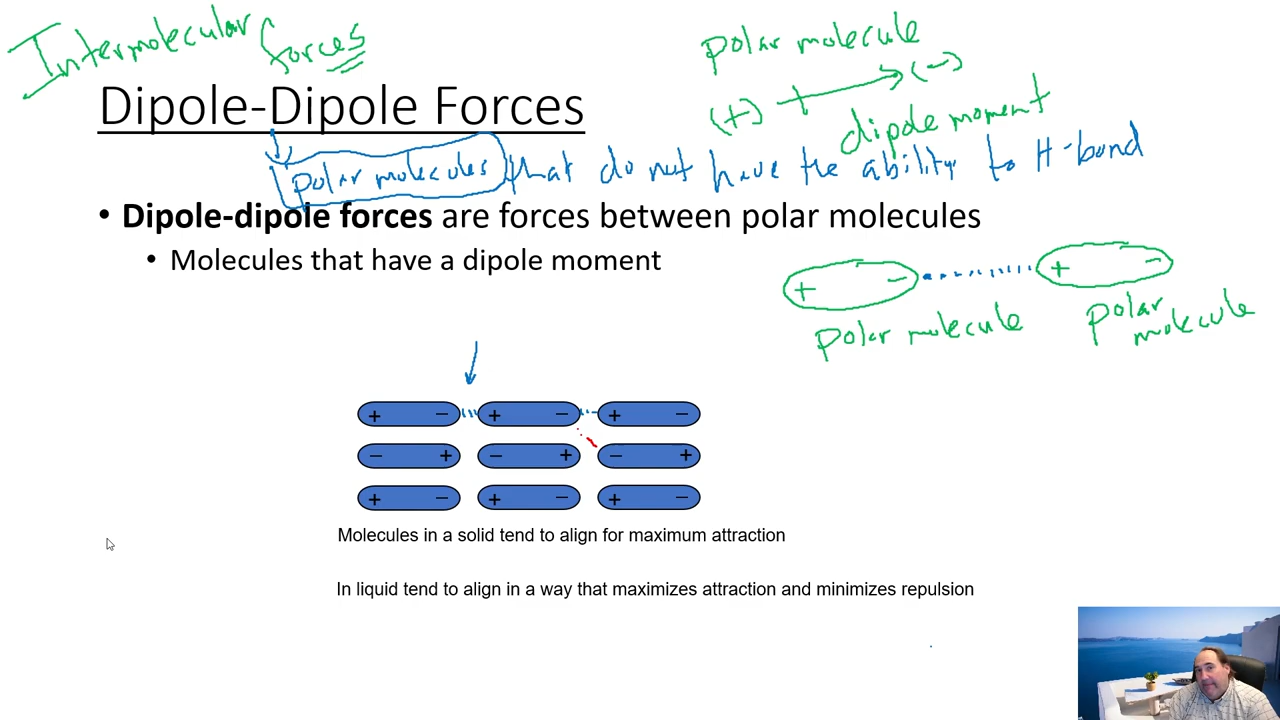 Intermolecular
forces
Dipole-Dipole Forces
polar molecule
(+) (-)
dipole moment
polar molecules that do not have the ability to H-bond
• Dipole-dipole forces are forces between polar molecules
• Molecules that have a dipole moment
+ - + -
polar molecule
polar
molecule
+ − + − + −
− + − + − +
+ − + − + −
Molecules in a solid tend to align for maximum attraction
In liquid tend to align in a way that maximizes attraction and minimizes repulsion